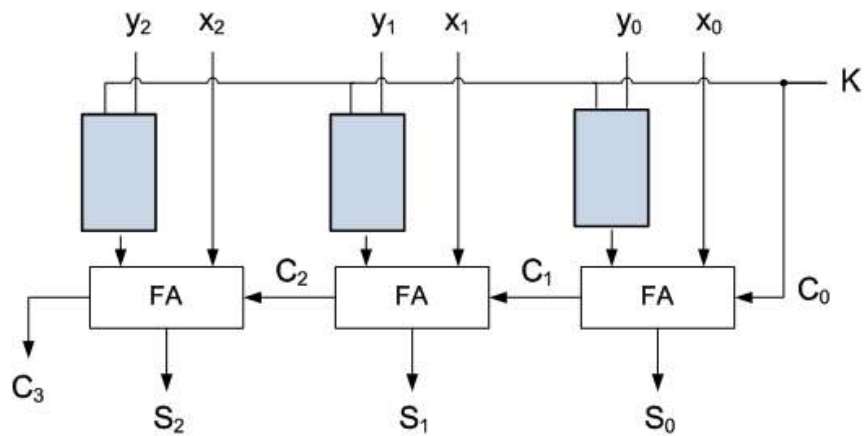 y₂ x₂ y₁ x₁ y₀ x₀
K
C₂ C₁ C₀
FA FA FA
C₃
S₂ S₁ S₀